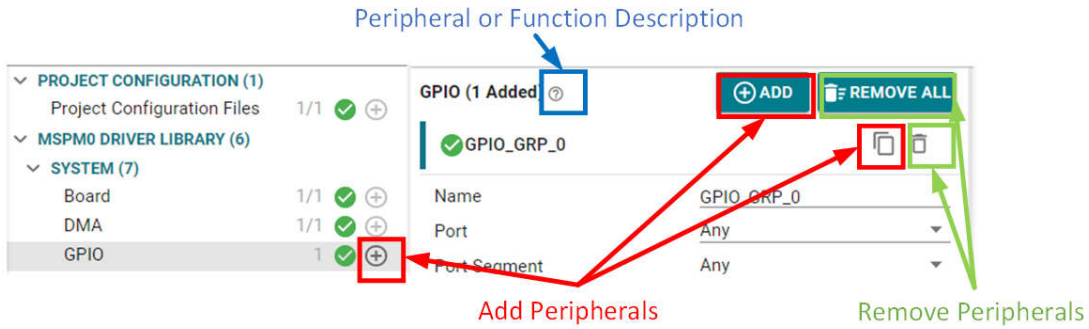 Peripheral or Function Description
PROJECT CONFIGURATION (1)
Project Configuration Files 1/1
MSPM0 DRIVER LIBRARY (6)
SYSTEM (7)
Board 1/1
DMA 1/1
GPIO 1
GPIO (1 Added)
ADD
REMOVE ALL
GPIO_GRP_0
Name GPIO_GRP_0
Port Any
Port Segment Any
Add Peripherals
Remove Peripherals